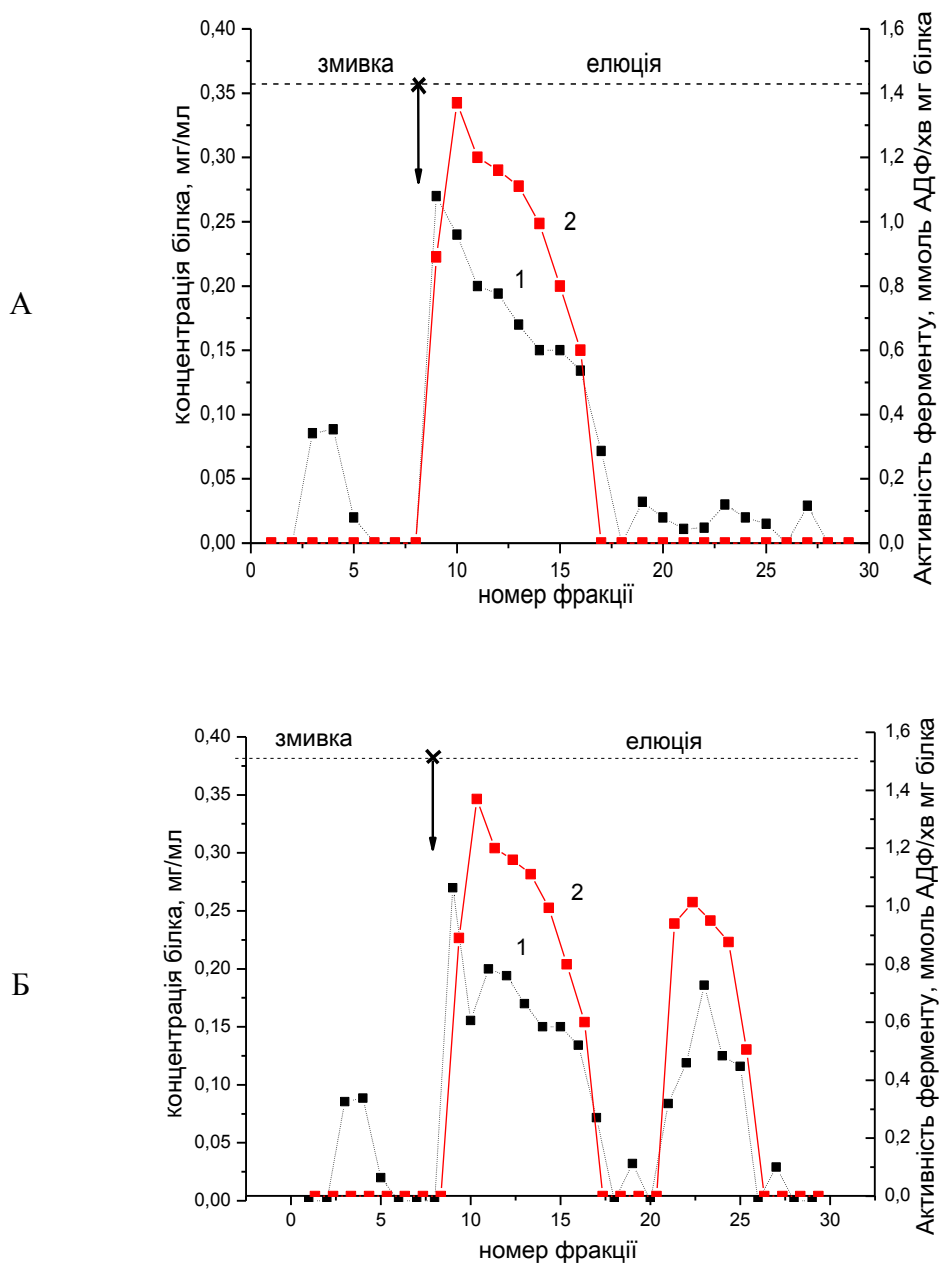 А
змивка
елюція
концентрація білка, мг/мл
0,40
0,35
0,30
0,25
0,20
0,15
0,10
0,05
0,00
1
2
1,6
1,4
1,2
1,0
0,8
0,6
0,4
0,2
0,0
Активність ферменту, ммоль АДФ/хв мг білка
0 5 10 15 20 25 30
номер фракції
Б
змивка
елюція
концентрація білка, мг/мл
0,40
0,35
0,30
0,25
0,20
0,15
0,10
0,05
0,00
1
2
1,6
1,4
1,2
1,0
0,8
0,6
0,4
0,2
0,0
Активність ферменту, ммоль АДФ/хв мг білка
0 5 10 15 20 25 30
номер фракції